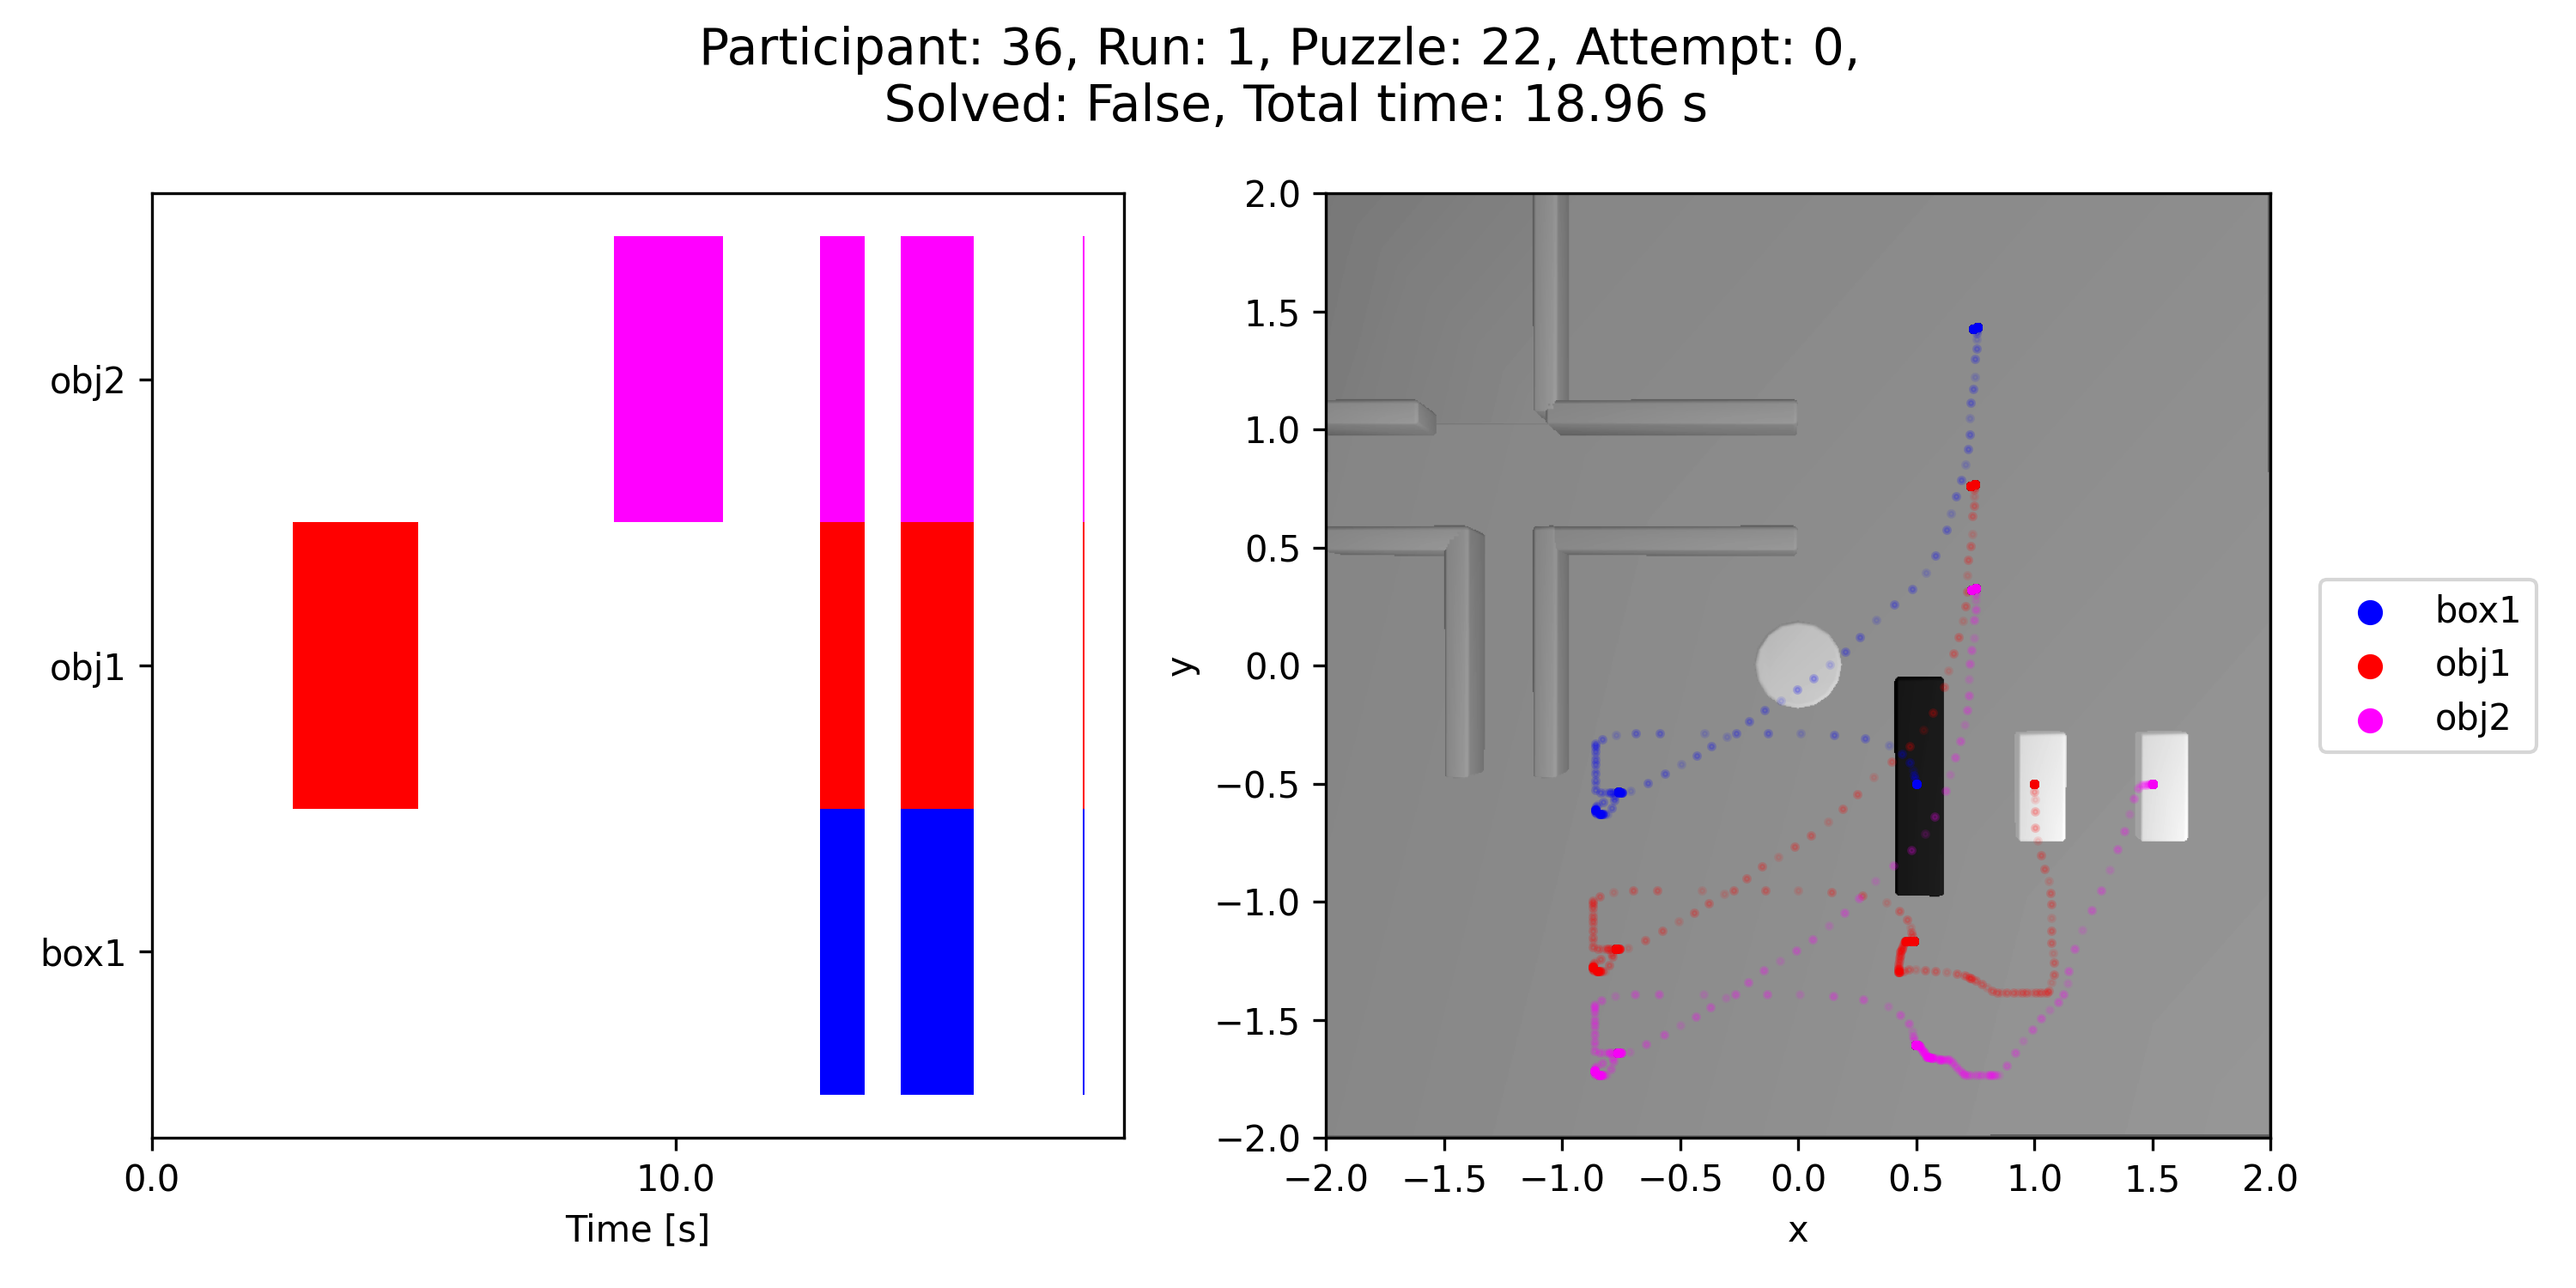 Participant: 36, Run: 1, Puzzle: 22, Attempt: 0,
Solved: False, Total time: 18.96 s
obj2
obj1
box1
0.0
10.0
Time [s]
2.0
1.5
1.0
0.5
0.0
−0.5
−1.0
−1.5
−2.0
y
−2.0
−1.5
−1.0
−0.5
0.0
0.5
1.0
1.5
2.0
x
box1
obj1
obj2